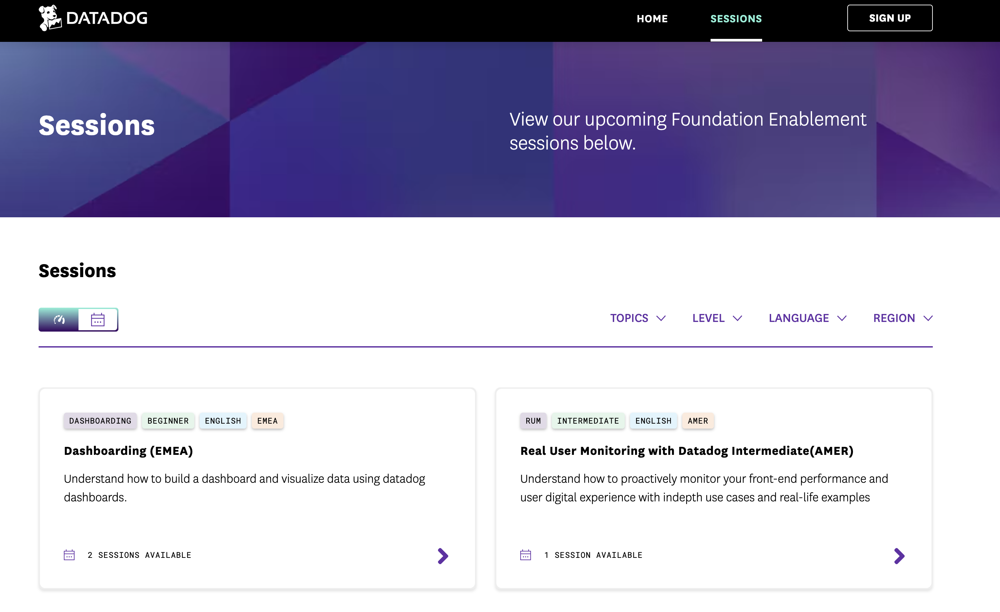 DATADOG
HOME
SESSIONS
SIGN UP
Sessions
View our upcoming Foundation Enablement
sessions below.
Sessions
TOPICS
LEVEL
LANGUAGE
REGION
DASHBOARDING
BEGINNER
ENGLISH
EMEA
Dashboarding (EMEA)
Understand how to build a dashboard and visualize data using datadog
dashboards.
2 SESSIONS AVAILABLE
RUM
INTERMEDIATE
ENGLISH
AMER
Real User Monitoring with Datadog Intermediate(AMER)
Understand how to proactively monitor your front-end performance and
user digital experience with indepth use cases and real-life examples
1 SESSION AVAILABLE